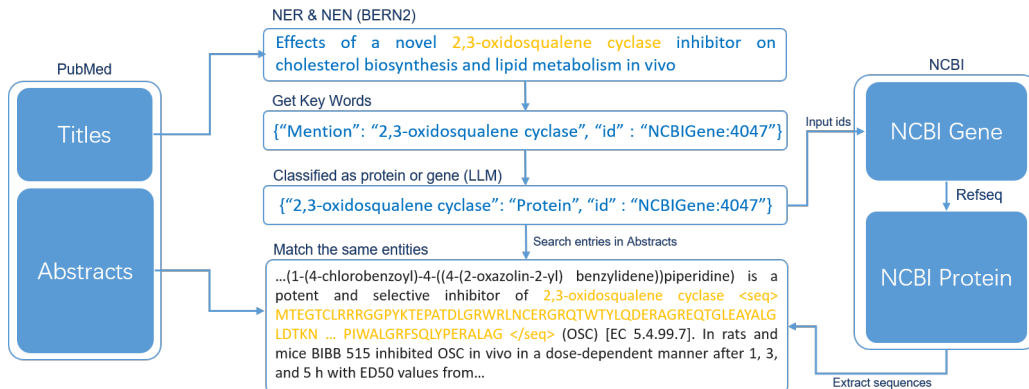 NER & NEN (BERN2)
Effects of a novel 2,3-oxidosqualene cyclase inhibitor on
cholesterol biosynthesis and lipid metabolism in vivo
PubMed
Titles
Abstracts
Get Key Words
{“Mention”: “2,3-oxidosqualene cyclase”, “id” : “NCBIGene:4047”}
Classified as protein or gene (LLM)
{“2,3-oxidosqualene cyclase”: “Protein”, “id” : “NCBIGene:4047”}
Search entries in Abstracts
Match the same entities
...(1-(4-chlorobenzoyl)-4-((4-(2-oxazolin-2-yl) benzylidene))piperidine) is a
potent and selective inhibitor of 2,3-oxidosqualene cyclase <seq>
MTEGTCLRRRGGPYKTEPATDLGRWRLNCERGRQTWTYLQDERAGREQTGLEAYALG
LDTKN ... PIWALGRFSQLYPERALAG </seq> (OSC) [EC 5.4.99.7]. In rats and
mice BIBB 515 inhibited OSC in vivo in a dose-dependent manner after 1, 3,
and 5 h with ED50 values from...
Input ids
NCBI
NCBI Gene
Refseq
NCBI Protein
Extract sequences